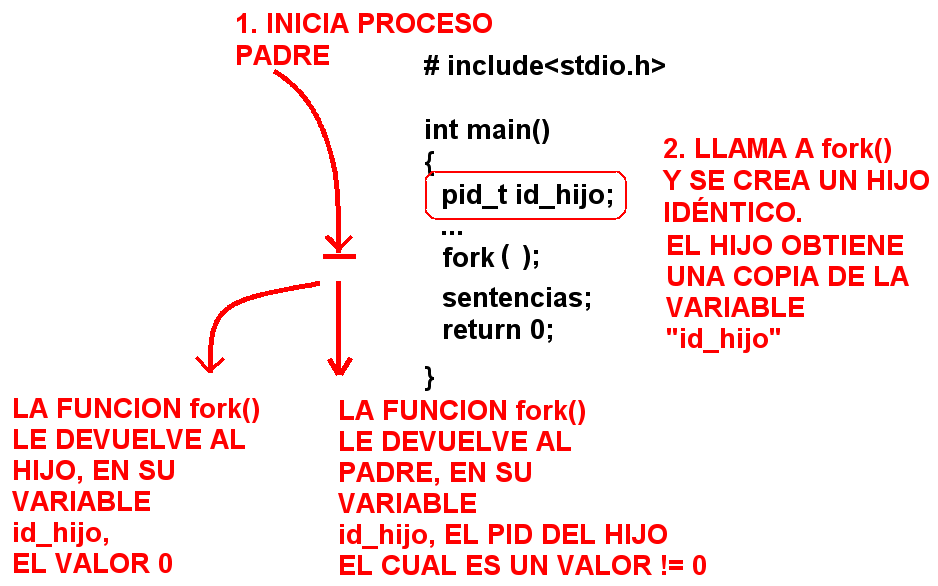 1. INICIA PROCESO
PADRE
# include<stdio.h>
int main()
{
pid_t id_hijo;
...
fork ( );
sentencias;
return 0;
}
2. LLAMA A fork()
Y SE CREA UN HIJO
IDÉNTICO.
EL HIJO OBTIENE
UNA COPIA DE LA
VARIABLE
"id_hijo"
LA FUNCION fork()
LE DEVUELVE AL
HIJO, EN SU
VARIABLE
id_hijo,
EL VALOR 0
LA FUNCION fork()
LE DEVUELVE AL
PADRE, EN SU
VARIABLE
id_hijo, EL PID DEL HIJO
EL CUAL ES UN VALOR != 0